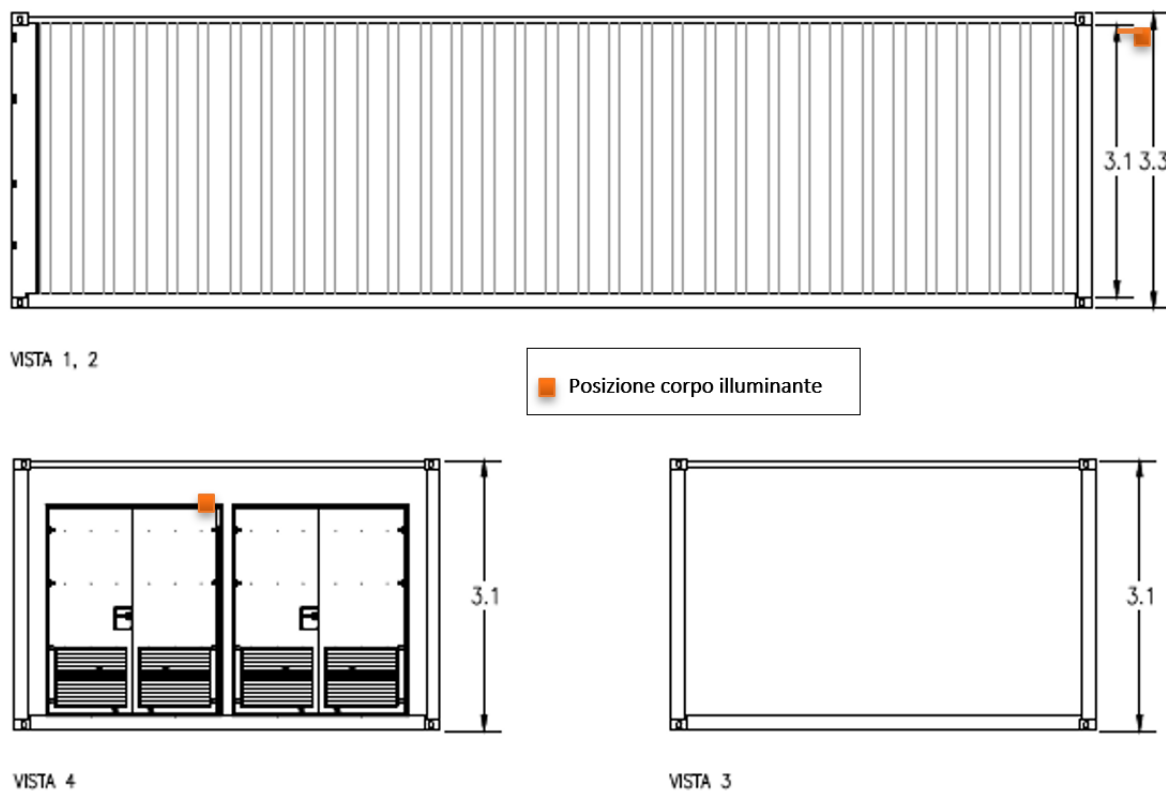 3.1 3.3
VISTA 1, 2
Posizione corpo illuminante
3.1
3.1
VISTA 4
VISTA 3